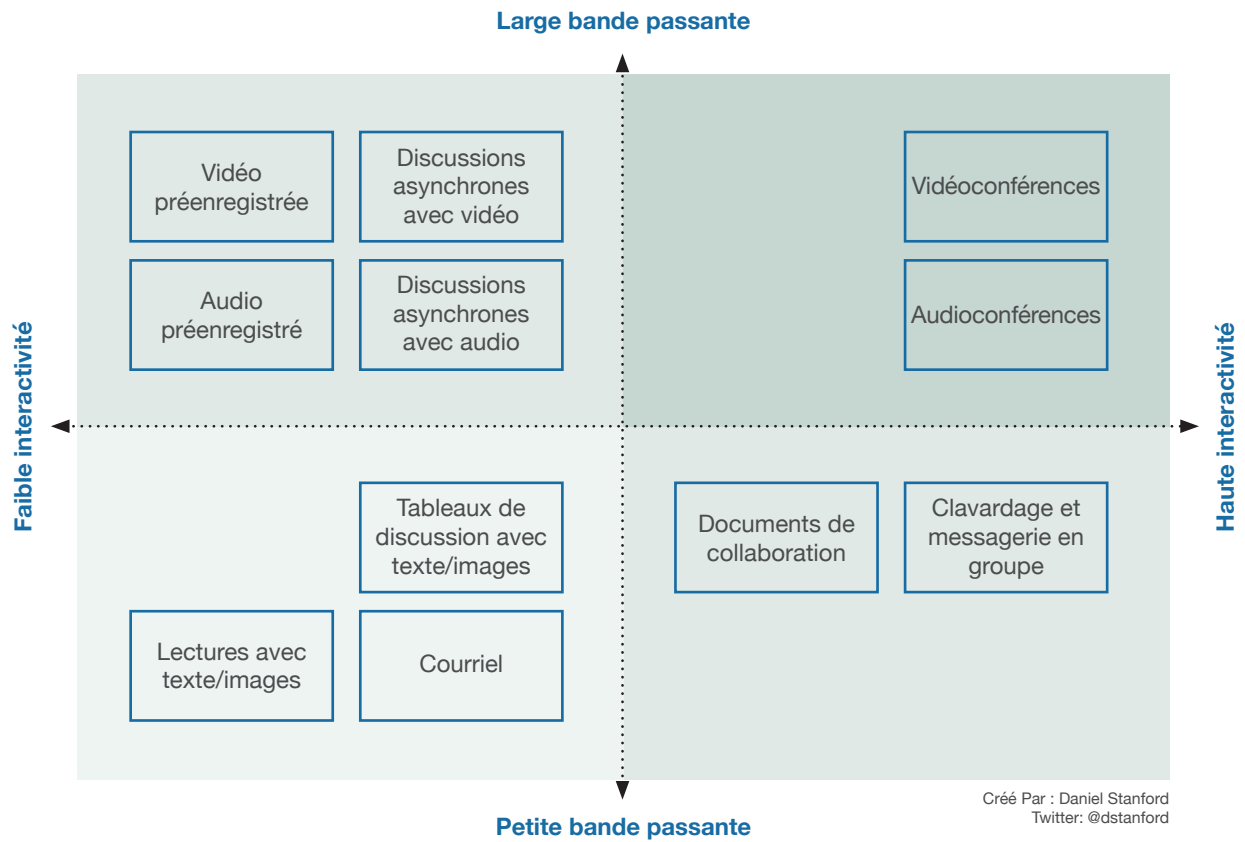 Large bande passante
Vidéo
préenregistrée
Discussions
asynchrones
avec vidéo
Vidéoconférences
Audio
préenregistré
Discussions
asynchrones
avec audio
Audioconférences
Faible interactivité
Haute interactivité
Tableaux de
discussion avec
texte/images
Documents de
collaboration
Clavardage et
messagerie en
groupe
Lectures avec
texte/images
Courriel
Créé Par : Daniel Stanford
Twitter: @dstanford
Petite bande passante